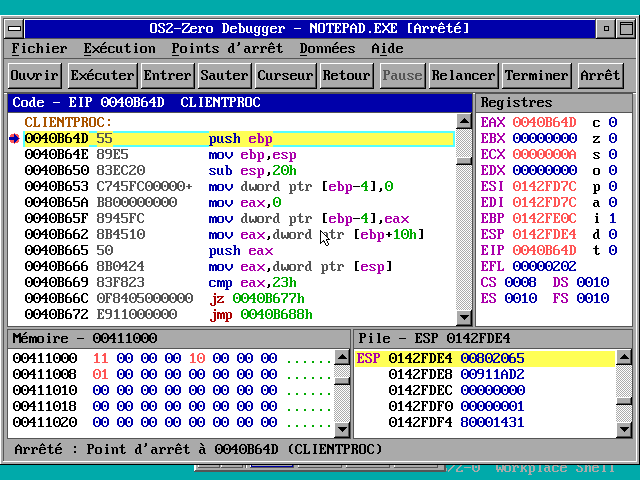 OS2-Zero Debugger - NOTEPAD.EXE [Arrêté]
Fichier Exécution Points d'arrêt Données Aide
Ouvrir Exécuter Entrer Sauter Curseur Retour Pause Relancer Terminer Arrêt
Code - EIP 0040B64D CLIENTPROC
CLIENTPROC:
0040B64D 55 push ebp
0040B64E 89E5 mov ebp,esp
0040B650 83EC20 sub esp,20h
0040B653 C745FC00000+ mov dword ptr [ebp-4],0
0040B65A B800000000 mov eax,0
0040B65F 8945FC mov dword ptr [ebp-4],eax
0040B662 8B4510 mov eax,dword ptr [ebp+10h]
0040B665 50 push eax
0040B666 8B0424 mov eax,dword ptr [esp]
0040B669 83F823 cmp eax,23h
0040B66C 0F8405000000 jz 0040B677h
0040B672 E911000000 jmp 0040B688h
Registres
EAX 0040B64D c 0
EBX 00000000 z 0
ECX 0000000A s 0
EDX 00000000 o 0
ESI 0142FD7C p 0
EDI 0142FD7C a 0
EBP 0142FE0C i 1
ESP 0142FDE4 d 0
EIP 0040B64D t 0
EFL 00000202
CS 0008 DS 0010
ES 0010 FS 0010
Mémoire - 00411000
00411000 11 00 00 00 10 00 00 00 ......
00411008 01 00 00 00 00 00 00 00 ......
00411010 00 00 00 00 00 00 00 00 ......
00411018 00 00 00 00 00 00 00 00 ......
00411020 00 00 00 00 00 00 00 00 ......
Pile - ESP 0142FDE4
ESP 0142FDE4 00802065
0142FDE8 00911AD2
0142FDEC 00000000
0142FDF0 00000001
0142FDF4 80001431
Arrêté : Point d'arrêt à 0040B64D (CLIENTPROC)
/2-0 Workplace Shell